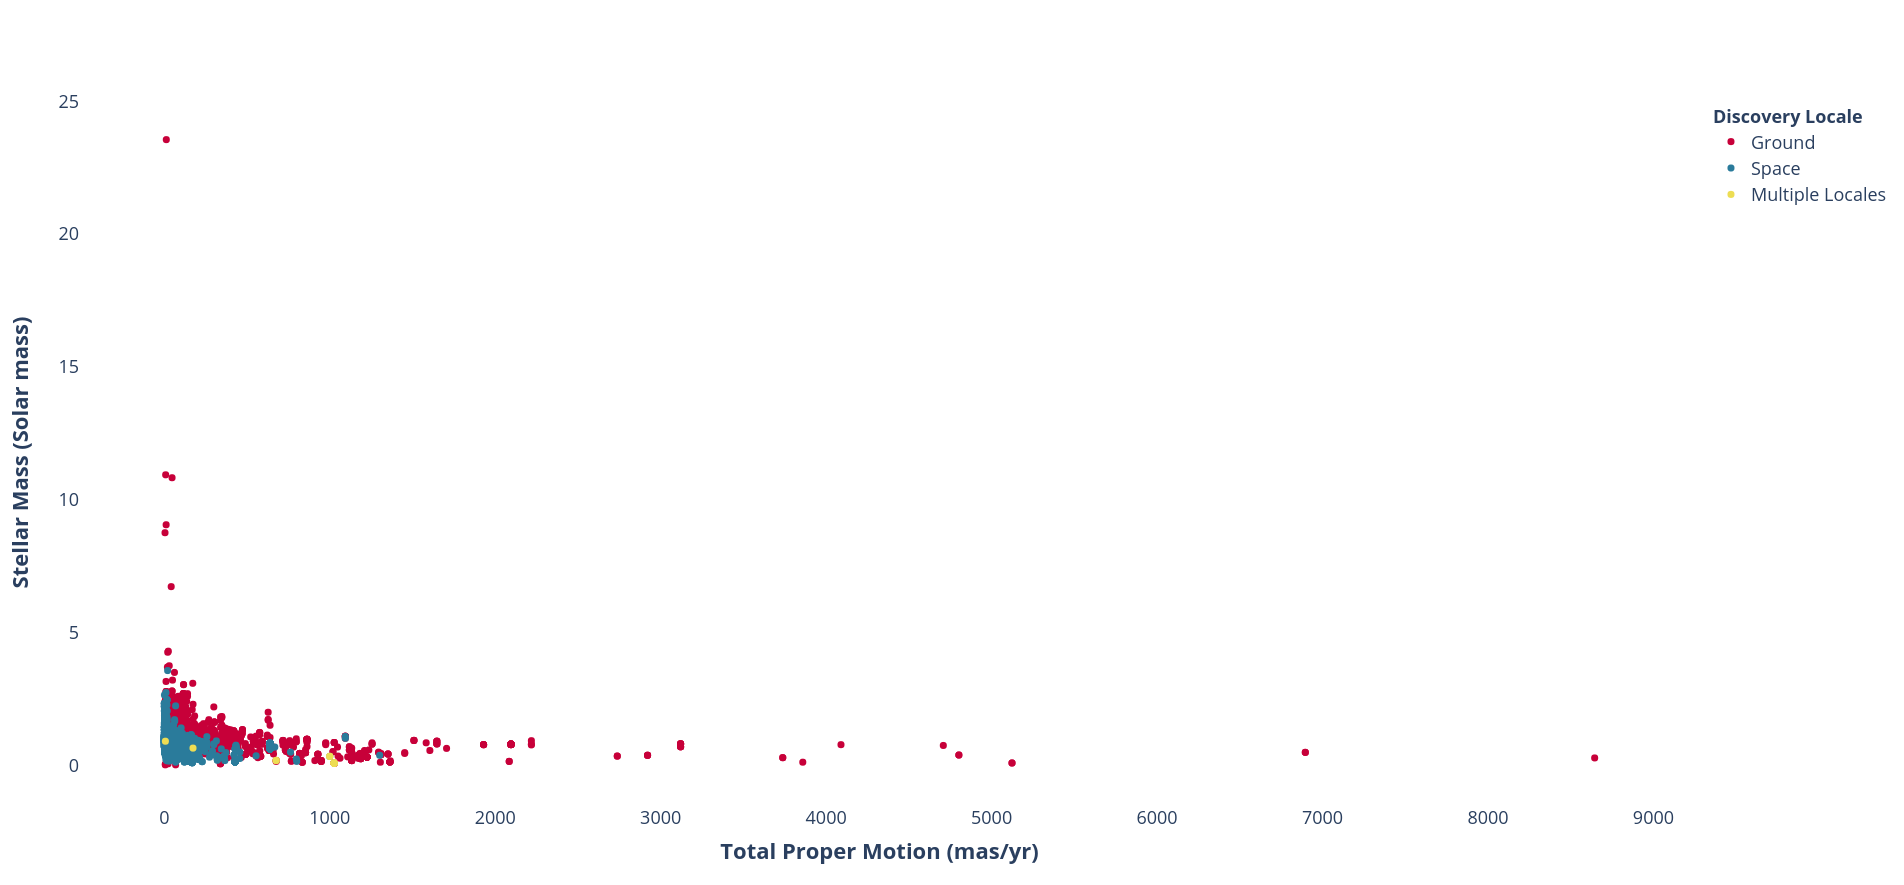 25
20
15
10
5
0
Stellar Mass (Solar mass)
0 1000 2000 3000 4000 5000 6000 7000 8000 9000
Total Proper Motion (mas/yr)
Discovery Locale
Ground
Space
Multiple Locales